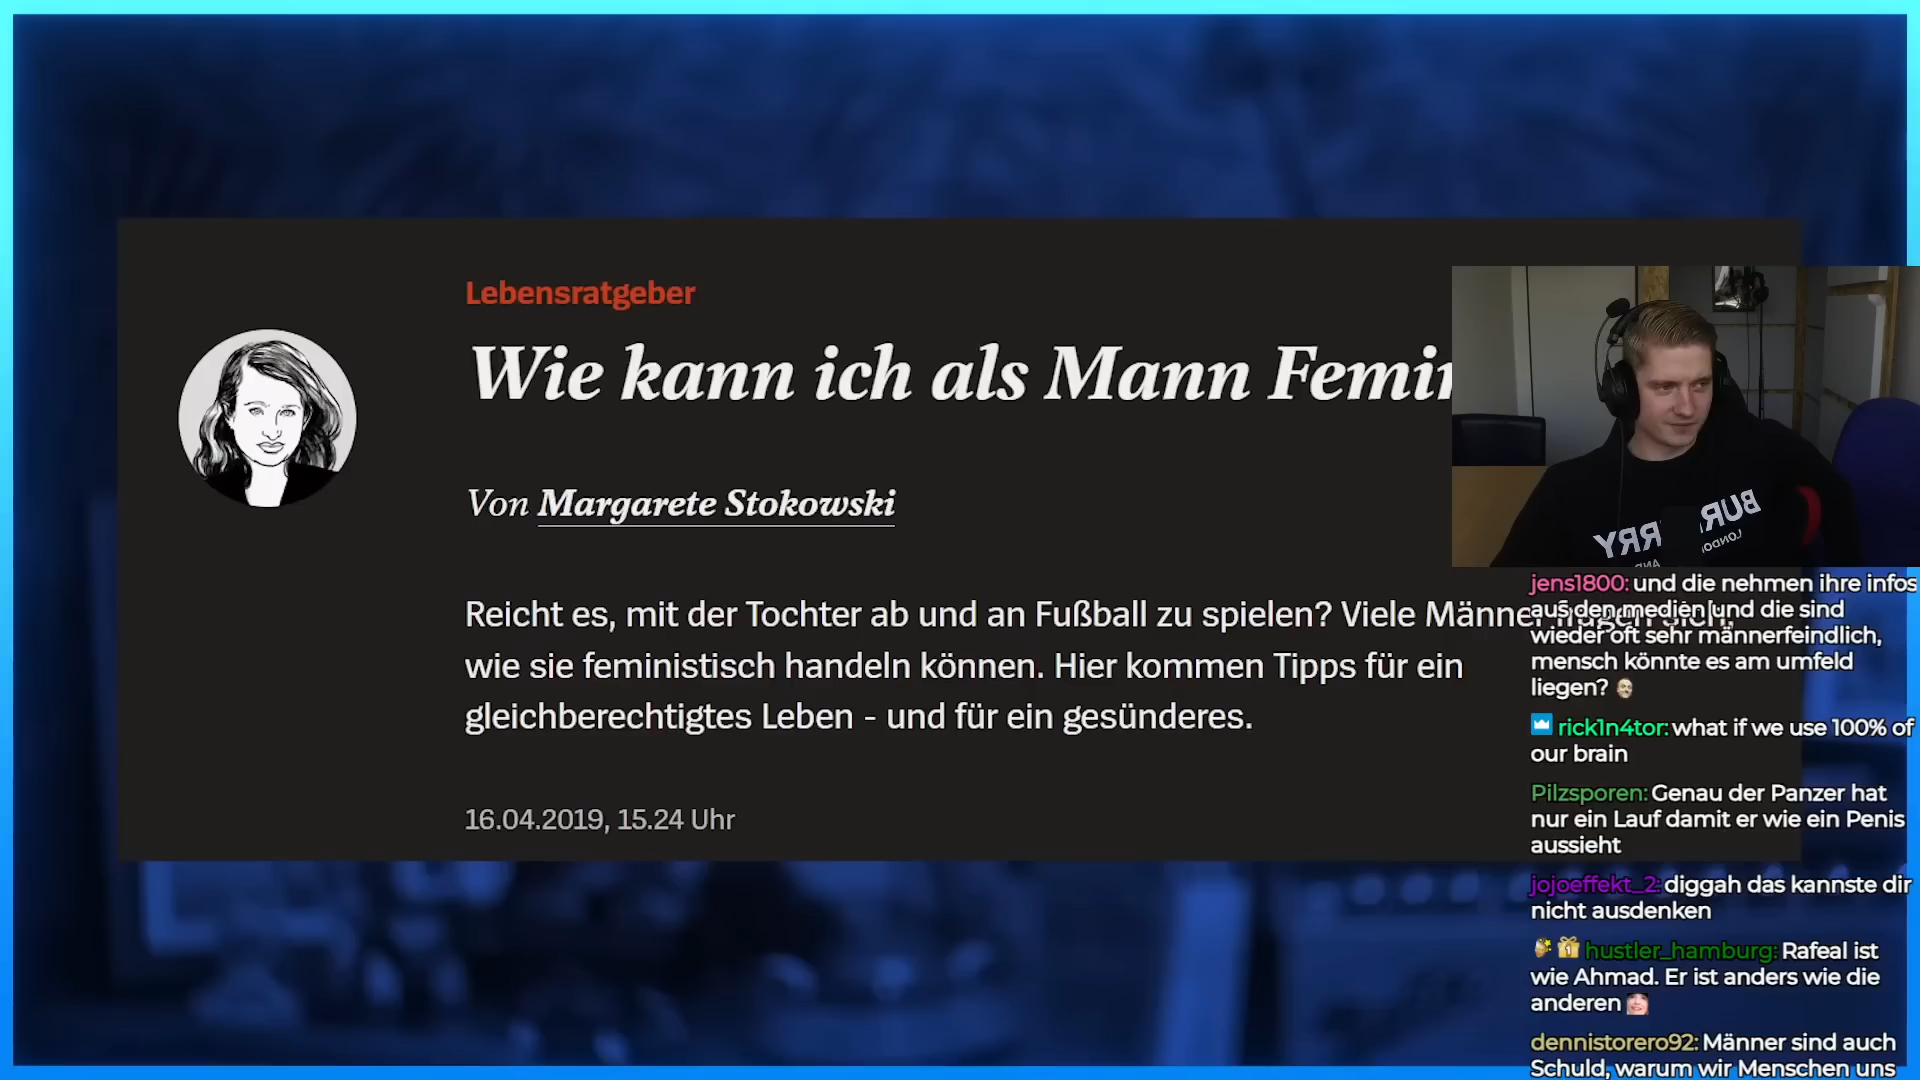 Lebensratgeber
Wie kann ich als Mann
Von Margarete Stokowski
Reicht es, mit der Tochter ab und an Fußball zu spielen? Viele Männer
wie sie feministisch handeln können. Hier kommen Tipps für ein
gleichberechtigtes Leben - und für ein gesünderes.
16.04.2019, 15.24 Uhr
jens1800: und die nehmen ihre infos
aus den medien und die sind
wieder oft sehr männerfeindlich,
mensch könnte es am umfeld
liegen?
rick1n4tor: what if we use 100% of
our brain
Pilzsporen: Genau der Panzer hat
nur ein Lauf damit er wie ein Penis
aussieht
jojoeffekt_2: diggah das kannste dir
nicht ausdenken
hustler_hamburg: Rafeal ist
wie Ahmad. Er ist anders wie die
anderen
dennistorero92: Männer sind auch
Schuld, warum wir Menschen uns